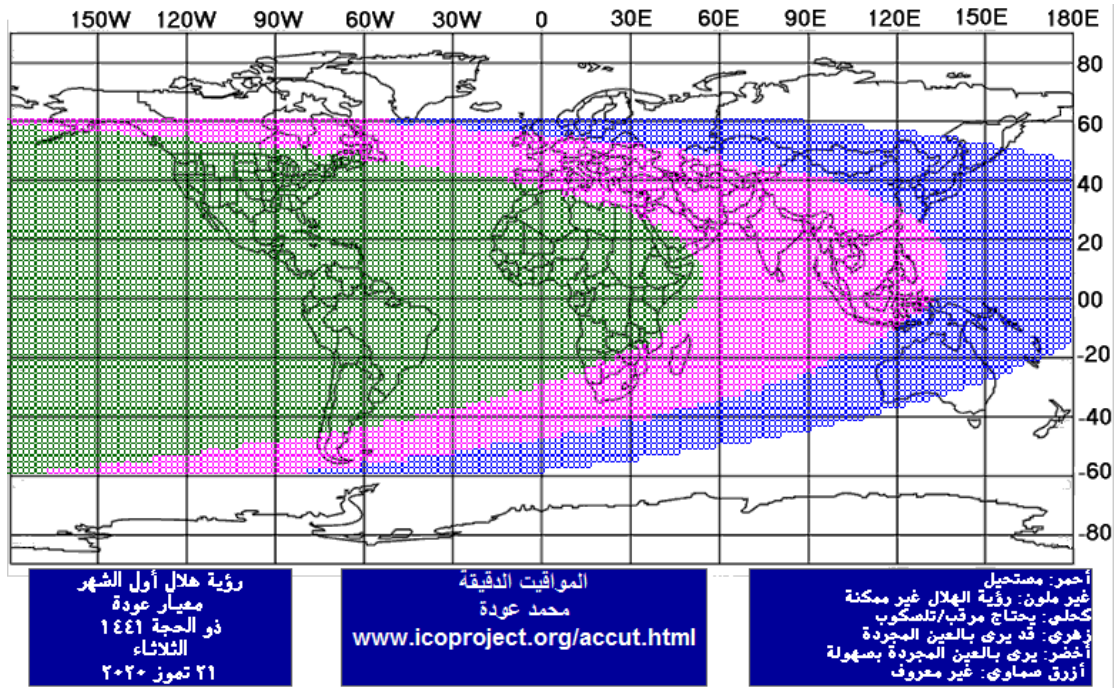 150W 120W 90W 60W 30W 0 30E 60E 90E 120E 150E 180E
80
60
40
20
00
-20
-40
-60
-80
رؤية هلال أول الشهر
معيار عودة
ذو الحجة ١٤٤١
الثلاثاء
٢١ تموز ٢٠٢٠
المواقيت الدقيقة
محمد عودة
www.icoproject.org/accut.html
أحمر: مستحيل
غير ملون: رؤية الهلال غير ممكنة
كحلي: يحتاج مرقب/تلسكوب
زهري: قد يرى بالعين المجردة
أخضر: يرى بالعين المجردة بسهولة
أزرق سماوي: غير معروف